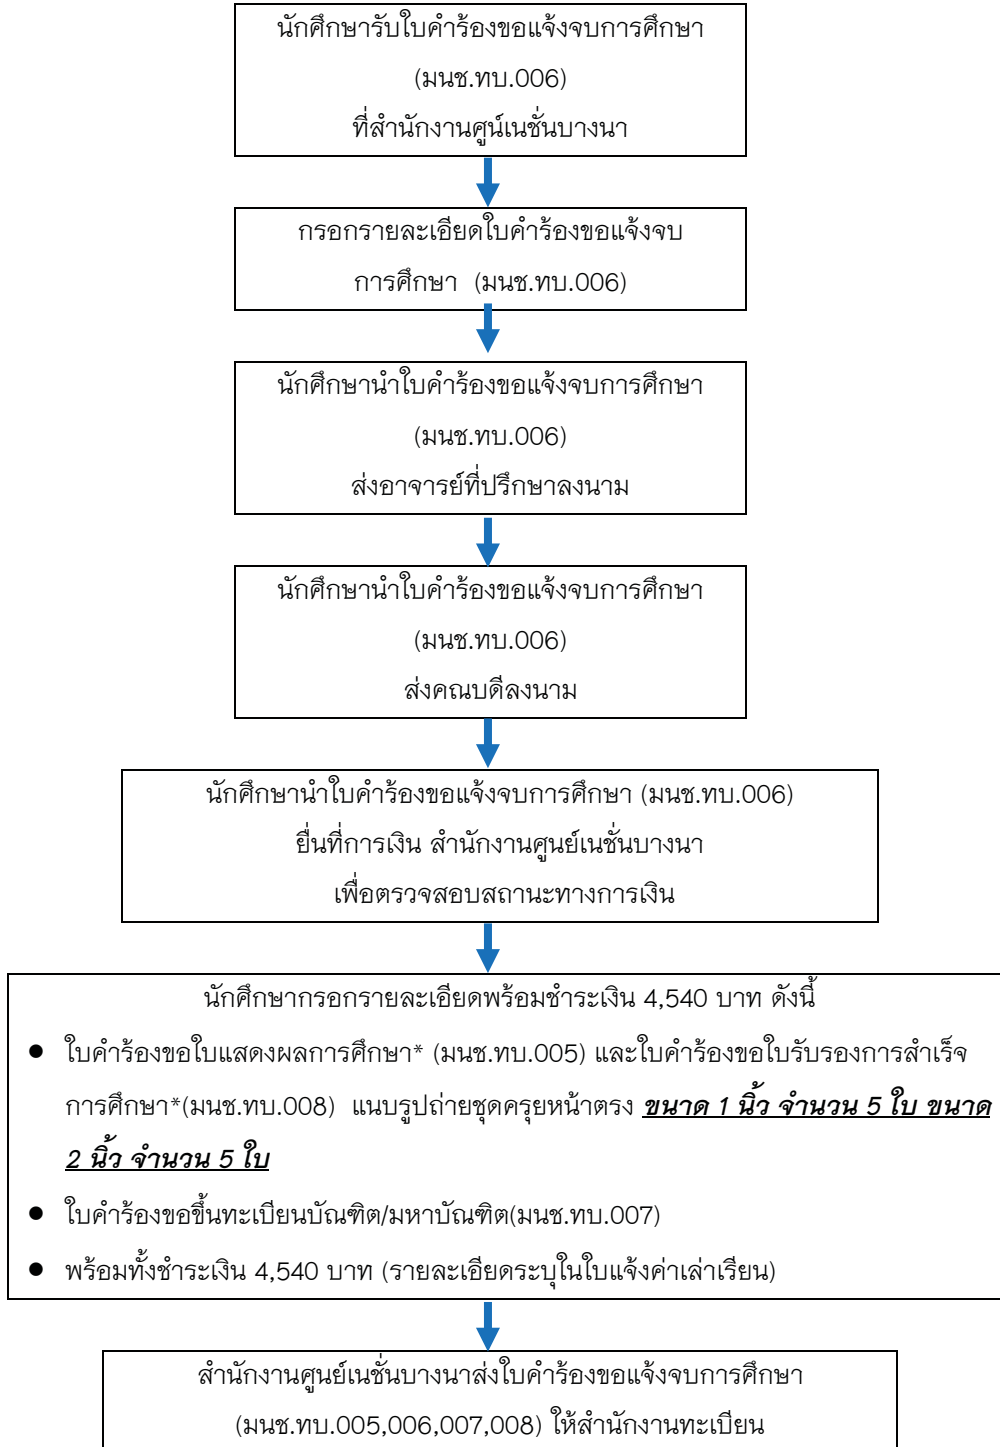 นักศึกษารับใบคำร้องขอแจ้งจบการศึกษา
(มนช.ทบ.006)
ที่สำนักงานศูน์เนชั่นบางนา
กรอกรายละเอียดใบคำร้องขอแจ้งจบ
การศึกษา (มนช.ทบ.006)
นักศึกษานำใบคำร้องขอแจ้งจบการศึกษา
(มนช.ทบ.006)
ส่งอาจารย์ที่ปรึกษาลงนาม
นักศึกษานำใบคำร้องขอแจ้งจบการศึกษา
(มนช.ทบ.006)
ส่งคณบดีลงนาม
นักศึกษานำใบคำร้องขอแจ้งจบการศึกษา (มนช.ทบ.006)
ยื่นที่การเงิน สำนักงานศูนย์เนชั่นบางนา
เพื่อตรวจสอบสถานะทางการเงิน
นักศึกษากรอกรายละเอียดพร้อมชำระเงิน 4,540 บาท ดังนี้
● ใบคำร้องขอใบแสดงผลการศึกษา* (มนช.ทบ.005) และใบคำร้องขอใบรับรองการสำเร็จ
การศึกษา*(มนช.ทบ.008) แนบรูปถ่ายชุดครุยหน้าตรง ขนาด 1 นิ้ว จำนวน 5 ใบ ขนาด
2 นิ้ว จำนวน 5 ใบ
● ใบคำร้องขอขึ้นทะเบียนบัณฑิต/มหาบัณฑิต(มนช.ทบ.007)
● พร้อมทั้งชำระเงิน 4,540 บาท (รายละเอียดระบุในใบแจ้งค่าเล่าเรียน)
สำนักงานศูนย์เนชั่นบางนาส่งใบคำร้องขอแจ้งจบการศึกษา
(มนช.ทบ.005,006,007,008) ให้สำนักงานทะเบียน